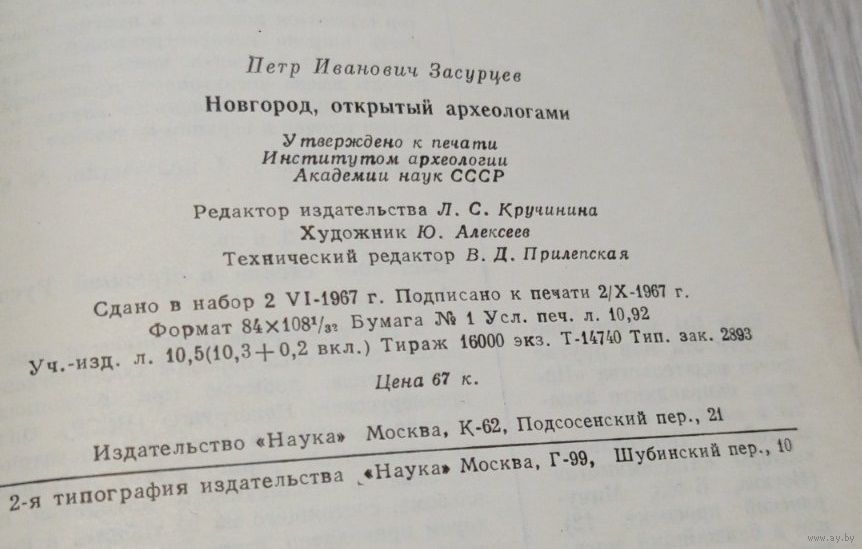 Петр Иванович Засурцев
Новгород, открытый археологами
Утверждено к печати
Институтом археологии
Академии наук СССР
Редактор издательства Л. С. Кручинина
Художник Ю. Алексеев
Технический редактор В. Д. Прилепская
Сдано в набор 2 VI-1967 г. Подписано к печати 2/X-1967 г.
Формат 84×108¹/₃₂ Бумага № 1 Усл. печ. л. 10,92
Уч.-изд. л. 10,5(10,3+0,2 вкл.) Тираж 16000 экз. Т-14740 Тип. зак. 2893
Цена 67 к.
Издательство «Наука» Москва, К-62, Подсосенский пер., 21
2-я типография издательства «Наука» Москва, Г-99, Шубинский пер., 10
www.ay.by